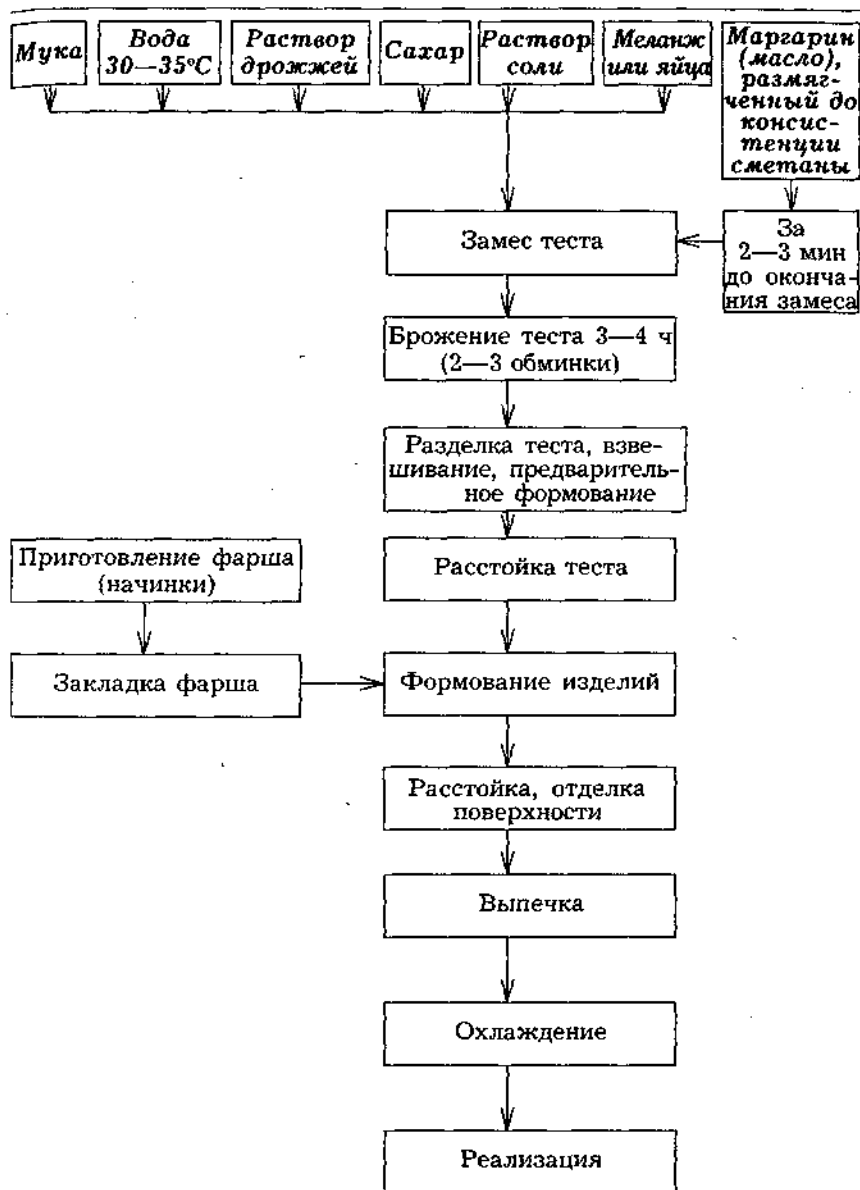 Мука
Вода
30—35°С
Раствор
дрожжей
Сахар
Раствор
соли
Меланж
или яйца
Маргарин
(масло),
размяг-
ченный до
консис-
тенции
сметаны
Замес теста
За
2—3 мин
до оконча-
ния замеса
Брожение теста 3—4 ч
(2—3 обминки)
Разделка теста, взве-
шивание, предваритель-
ное формование
Приготовление фарша
(начинки)
Расстойка теста
Закладка фарша
Формование изделий
Расстойка, отделка
поверхности
Выпечка
Охлаждение
Реализация